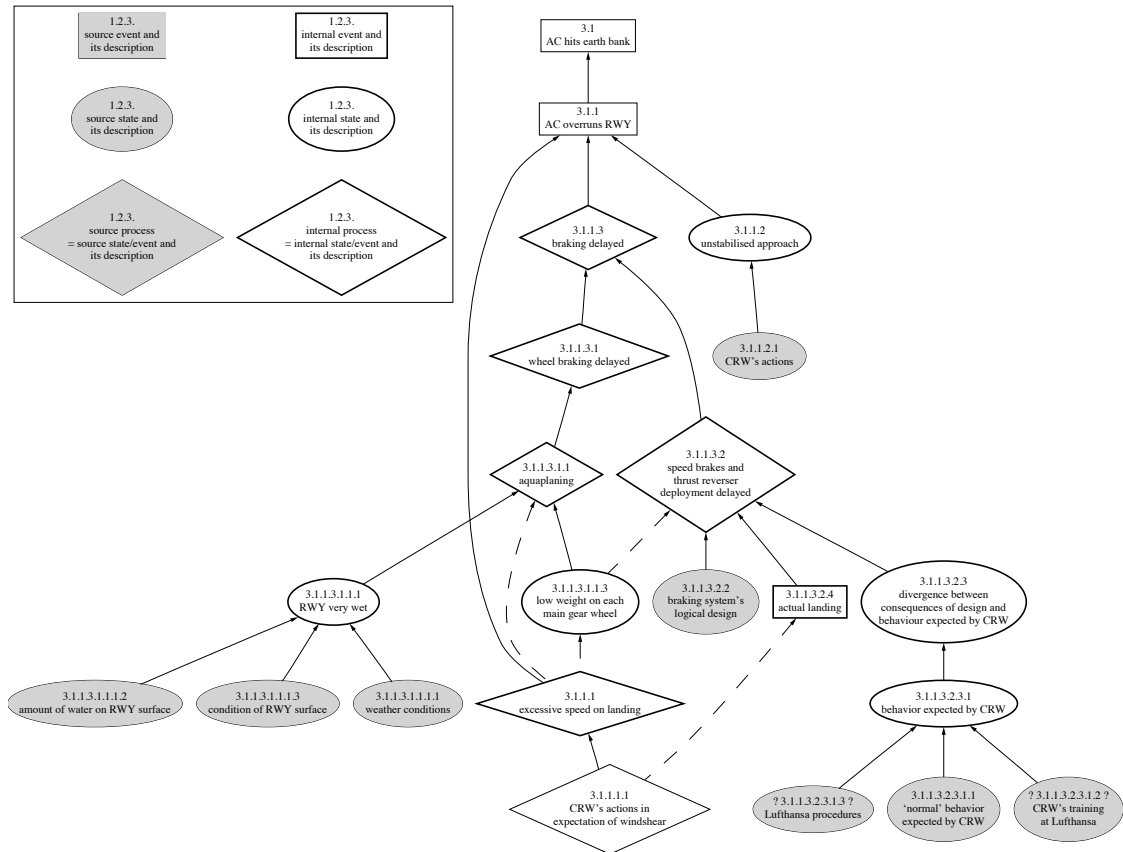 1.2.3.
source event and
its description
1.2.3.
internal event and
its description
1.2.3.
source state and
its description
1.2.3.
internal state and
its description
1.2.3.
source process
= source state/event and
its description
1.2.3.
internal process
= internal state/event and
its description
3.1
AC hits earth bank
3.1.1
AC overruns RWY
3.1.1.3
braking delayed
3.1.1.2
unstabilised approach
3.1.1.3.1
wheel braking delayed
3.1.1.2.1
CRW's actions
3.1.1.3.1.1
aquaplaning
3.1.1.3.2
speed brakes and
thrust reverser
deployment delayed
3.1.1.3.1.1.1
RWY very wet
3.1.1.3.1.1.3
low weight on each
main gear wheel
3.1.1.3.2.2
braking system's
logical design
3.1.1.3.2.4
actual landing
3.1.1.3.2.3
divergence between
consequences of design and
behaviour expected by CRW
3.1.1.3.1.1.1.2
amount of water on RWY surface
3.1.1.3.1.1.1.3
condition of RWY surface
3.1.1.3.1.1.1.1
weather conditions
3.1.1.1
excessive speed on landing
3.1.1.3.2.3.1
behavior expected by CRW
3.1.1.1.1
CRW's actions in
expectation of windshear
? 3.1.1.3.2.3.1.3 ?
Lufthansa procedures
3.1.1.3.2.3.1.1
‘normal’ behavior
expected by CRW
? 3.1.1.3.2.3.1.2 ?
CRW's training
at Lufthansa